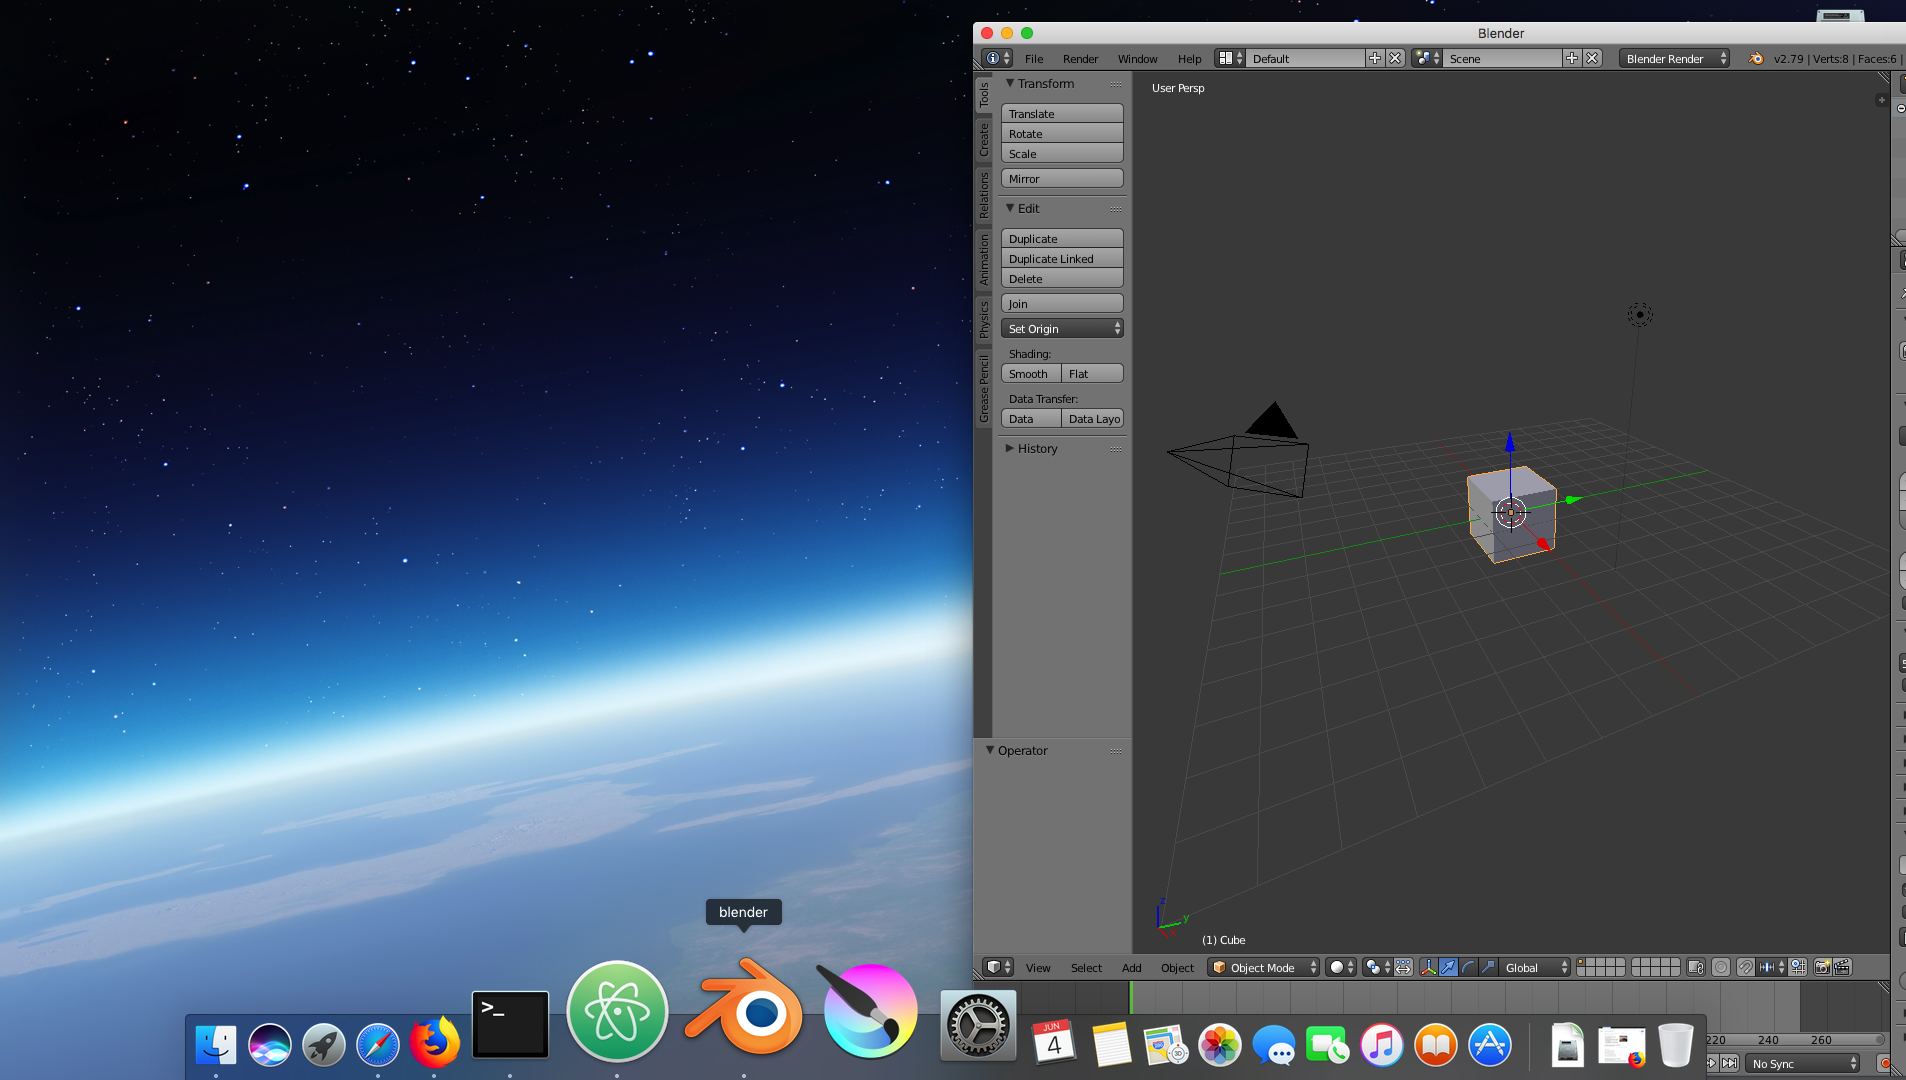 Blender
File Render Window Help Default Scene Blender Render v2.79 | Verts:8 | Faces:6 |
Tools
Create
Relations
Animation
Physics
Grease Pencil
Transform
Translate
Rotate
Scale
Mirror
Edit
Duplicate
Duplicate Linked
Delete
Join
Set Origin
Shading:
Smooth Flat
Data Transfer:
Data Data Layo
History
Operator
User Persp
z
y
(1) Cube
View Select Add Object Object Mode Global
220 240 260
No Sync
blender
>_
JUN
4
3D